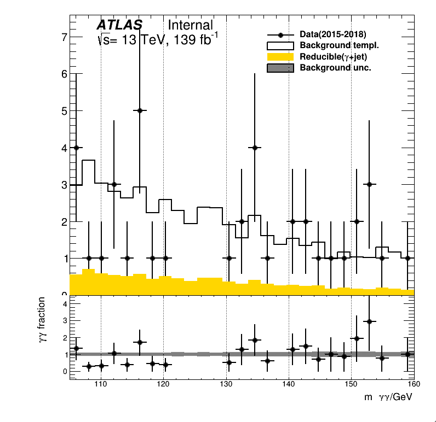 ATLAS Internal
√s= 13 TeV, 139 fb⁻¹
Data(2015-2018)
Background templ.
Reducible(γ+jet)
Background unc.
7
6
5
4
3
2
1
0
γγ fraction
4
3
2
1
0
110 120 130 140 150 160
m γγ/GeV